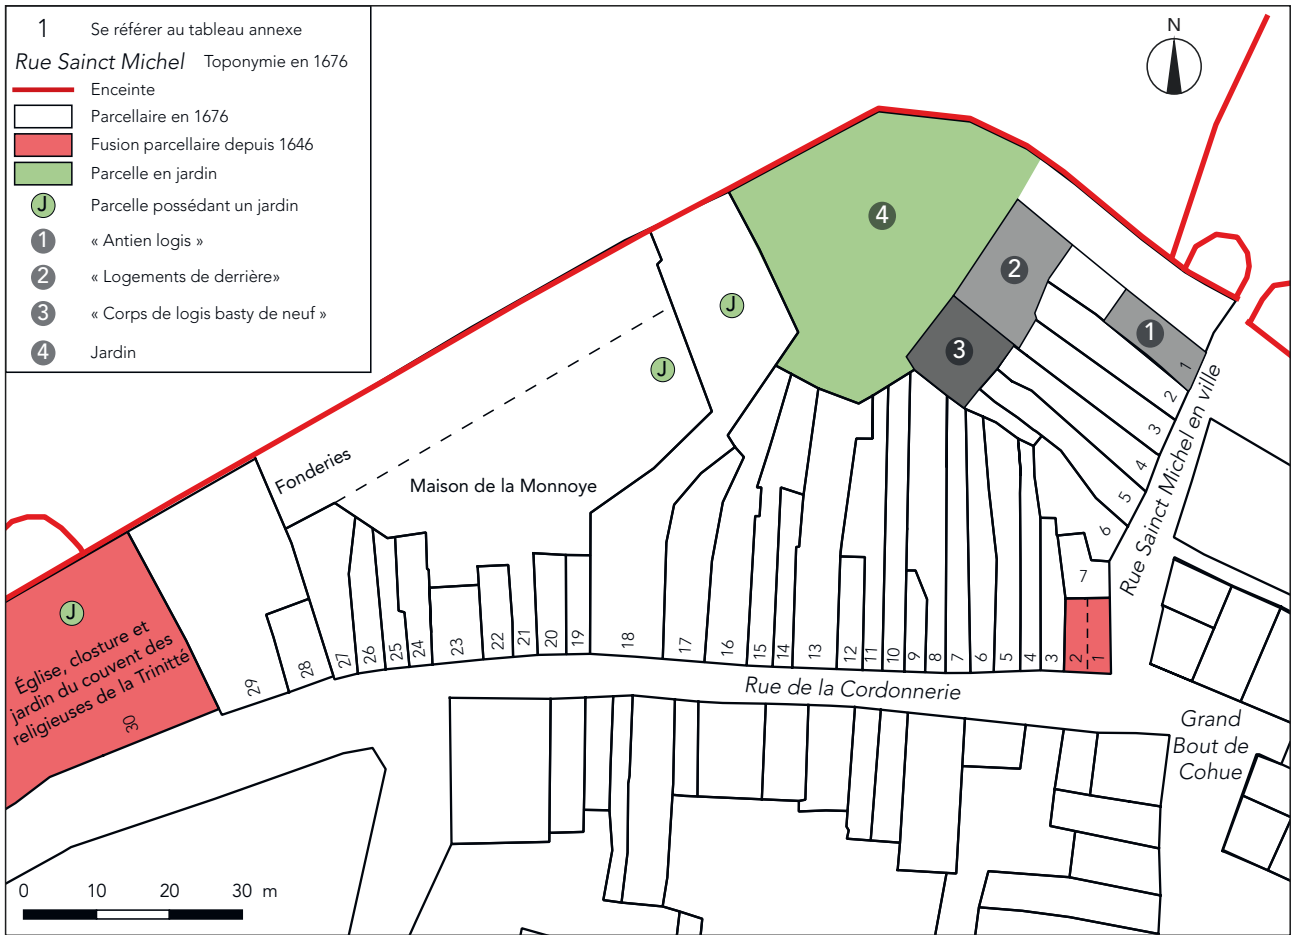 1 Se référer au tableau annexe
Rue Sainct Michel Toponymie en 1676
Enceinte
Parcellaire en 1676
Fusion parcellaire depuis 1646
Parcelle en jardin
J Parcelle possédant un jardin
1 « Antien logis »
2 « Logements de derrière»
3 « Corps de logis basty de neuf »
4 Jardin
N
4
2
1
3
J
J
J
Fonderies
Maison de la Monnoye
Église, closture et
jardin du couvent des
religieuses de la Trinitté
30
29
28
27
26
25
24
23
22
21
20
19
18
17
16
15
14
13
12
11
10
9
8
7
6
5
4
3
2
1
1
2
3
4
5
6
7
Rue Sainct Michel en ville
Rue de la Cordonnerie
Grand
Bout de
Cohue
0 10 20 30 m